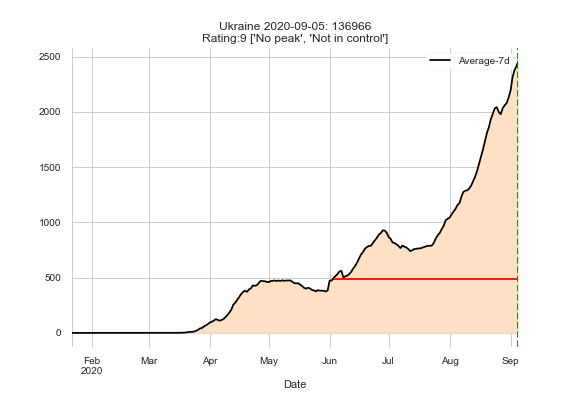 Ukraine 2020-09-05: 136966
Rating:9 ['No peak', 'Not in control']
Average-7d
2500
2000
1500
1000
500
0
Feb Mar Apr May Jun Jul Aug Sep
2020
Date